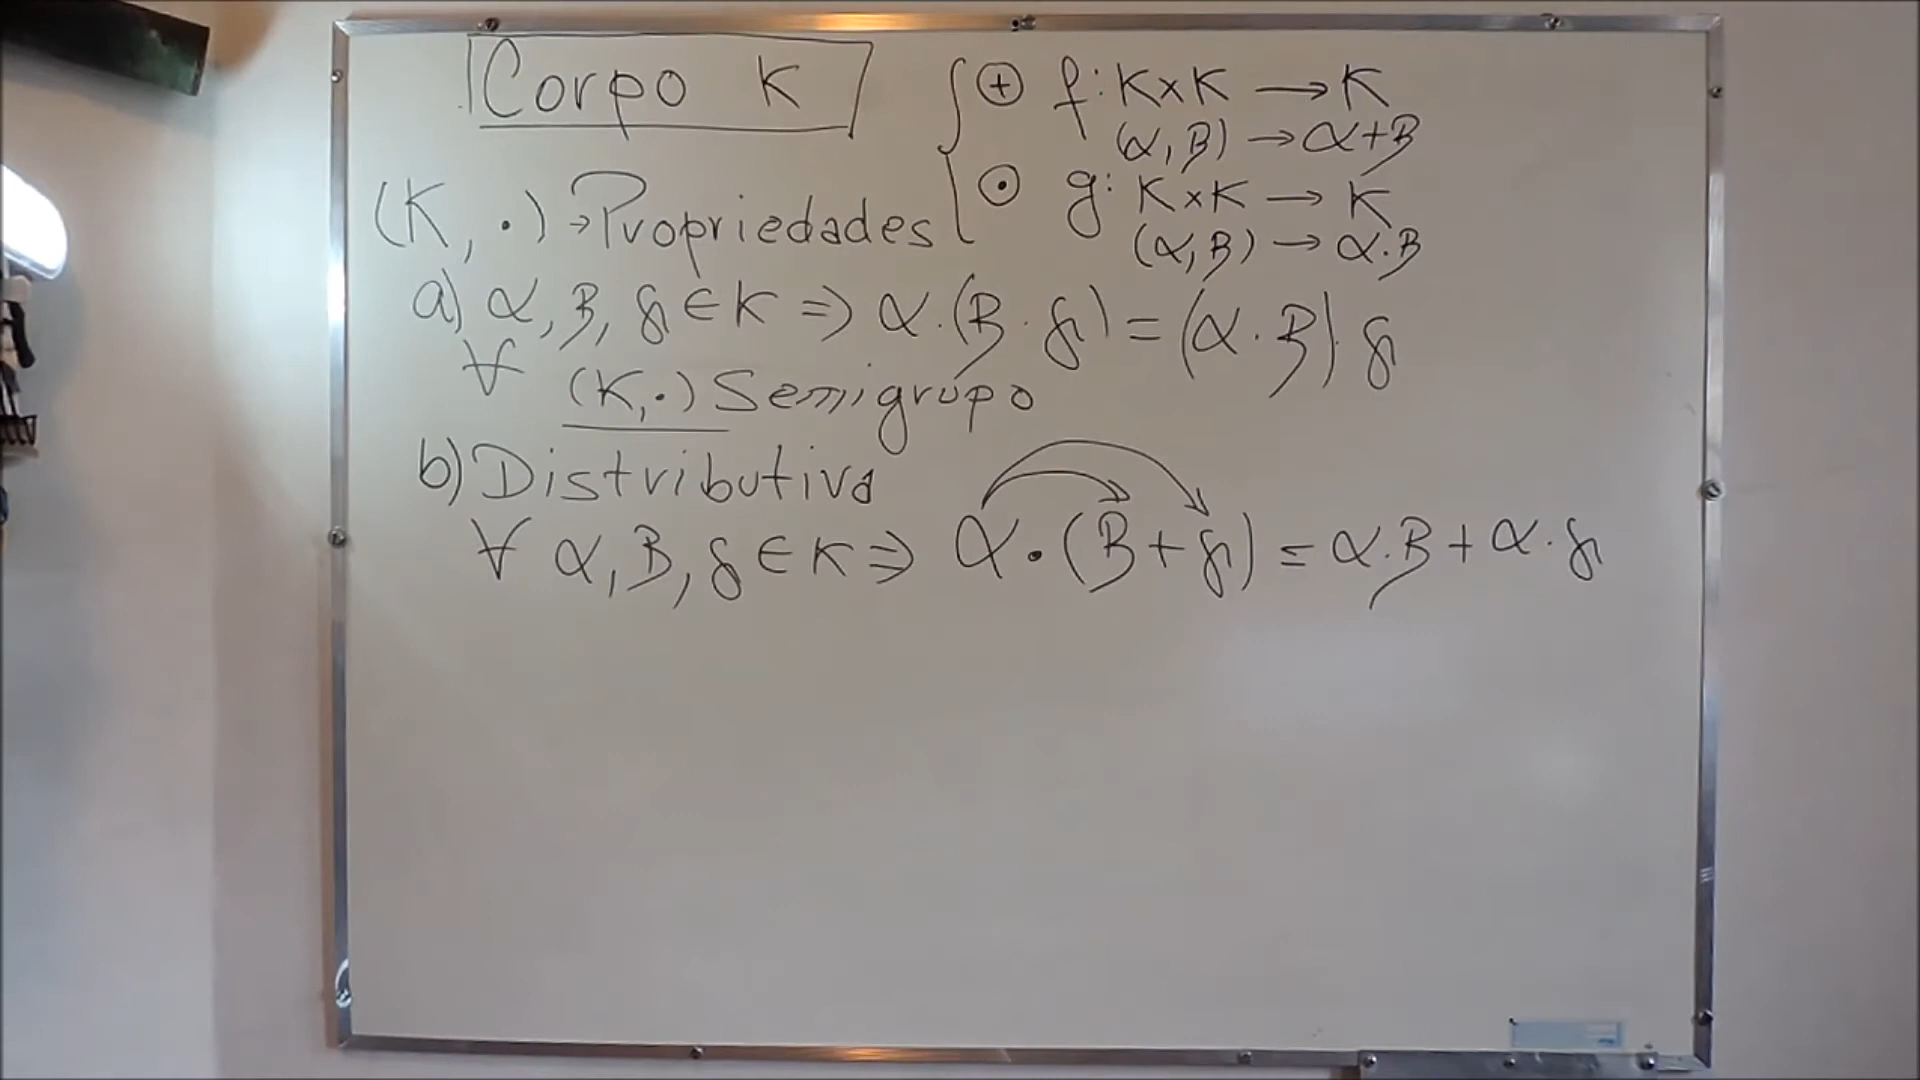 Corpo K
⊕ f: K×K → K
(α, β) → α+β
⊙ g: K×K → K
(α, β) → α·β
(K, ·) → Propriedades
a) α, β, γ ∈ K ⇒ α·(β·γ) = (α·β)·γ
∀ (K, ·) Semigrupo
b) Distributiva
∀ α, β, γ ∈ K ⇒ α·(β+γ) = α·β + α·γ